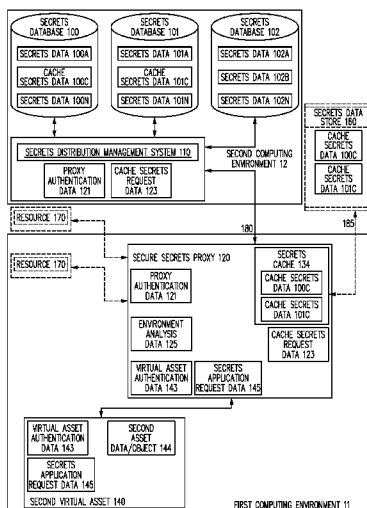 SECRETS
DATABASE 100
SECRETS DATA 100A
CACHE
SECRETS DATA 100C
SECRETS DATA 100N
SECRETS
DATABASE 101
SECRETS DATA 101A
CACHE
SECRETS DATA 101C
SECRETS DATA 101N
SECRETS
DATABASE 102
SECRETS DATA 102A
SECRETS DATA 102B
SECRETS DATA 102N
SECRETS DATA
STORE 160
CACHE
SECRETS
DATA
100C
CACHE
SECRETS
DATA
101C
SECRETS DISTRIBUTION MANAGEMENT SYSTEM 110
PROXY
AUTHENTICATION
DATA 121
CACHE SECRETS
REQUEST
DATA 123
SECOND COMPUTING
ENVIRONMENT 12
RESOURCE 170
180
185
RESOURCE 170
SECURE SECRETS PROXY 120
PROXY
AUTHENTICATION
DATA 121
ENVIRONMENT
ANALYSIS
DATA 125
VIRTUAL ASSET
AUTHENTICATION
DATA 143
SECRETS
APPLICATION
REQUEST DATA 145
SECRETS
CACHE 134
CACHE SECRETS
DATA
100C
CACHE SECRETS
DATA
101C
CACHE
SECRETS
REQUEST
DATA
123
VIRTUAL ASSET
AUTHENTICATION
DATA 143
SECOND
ASSET
DATA/OBJECT 144
SECRETS
APPLICATION
REQUEST DATA 145
SECOND VIRTUAL ASSET 140
FIRST COMPUTING ENVIRONMENT 11